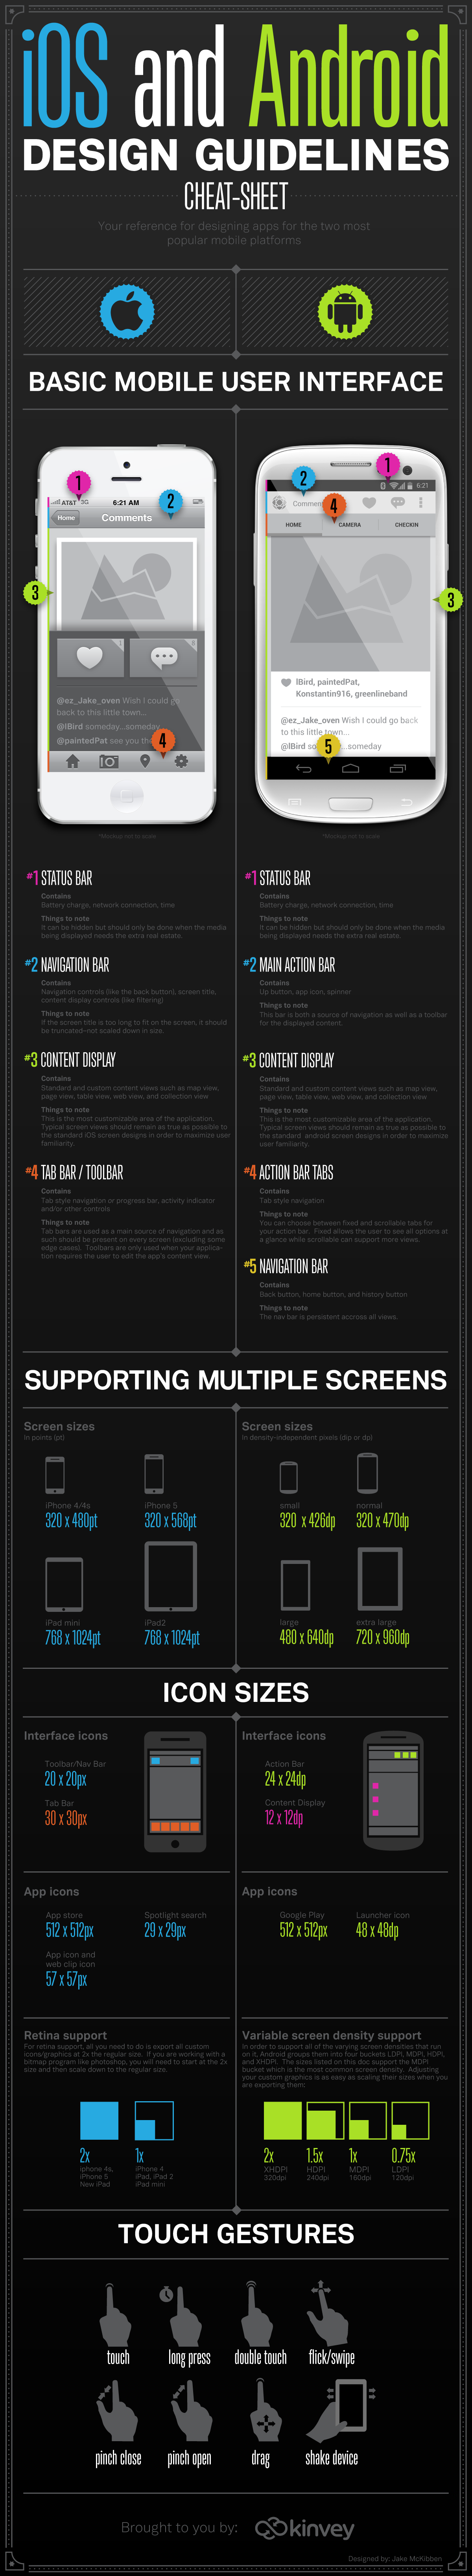 iOS and Android
DESIGN GUIDELINES
CHEAT-SHEET
Your reference for designing apps for the two most
popular mobile platforms
BASIC MOBILE USER INTERFACE
1
AT&T 3G
6:21 AM
2
Home
Comments
3
@ez_Jake_oven Wish I could g
back to this little town...
@lBird someday...someday
@paintedPat see you th
4
*Mockup not to scale
1
6:21
2
Commen
4
HOME
CAMERA
CHECKIN
3
lBird, paintedPat,
Konstantin916, greenlineband
@ez_Jake_oven Wish I could go back
to this little town...
@lBird so
...someday
5
*Mockup not to scale
#1 STATUS BAR
Contains
Battery charge, network connection, time
Things to note
It can be hidden but should only be done when the media
being displayed needs the extra real estate.
#2 NAVIGATION BAR
Contains
Navigation controls (like the back button), screen title,
content display controls (like filtering)
Things to note
If the screen title is too long to fit on the screen, it should
be truncated–not scaled down in size.
#3 CONTENT DISPLAY
Contains
Standard and custom content views such as map view,
page view, table view, web view, and collection view
Things to note
This is the most customizable area of the application.
Typical screen views should remain as true as possible to
the standard iOS screen designs in order to maximize user
familiarity.
#4 TAB BAR / TOOLBAR
Contains
Tab style navigation or progress bar, activity indicator
and/or other controls
Things to note
Tab bars are used as a main source of navigation and as
such should be present on every screen (excluding some
edge cases). Toolbars are only used when your applica-
tion requires the user to edit the app's content view.
#1 STATUS BAR
Contains
Battery charge, network connection, time
Things to note
It can be hidden but should only be done when the media
being displayed needs the extra real estate.
#2 MAIN ACTION BAR
Contains
Up button, app icon, spinner
Things to note
This bar is both a source of navigation as well as a toolbar
for the displayed content.
#3 CONTENT DISPLAY
Contains
Standard and custom content views such as map view,
page view, table view, web view, and collection view
Things to note
This is the most customizable area of the application.
Typical screen views should remain as true as possible to
the standard android screen designs in order to maximize
user familiarity.
#4 ACTION BAR TABS
Contains
Tab style navigation
Things to note
You can choose between fixed and scrollable tabs for
your action bar. Fixed allows the user to see all options at
a glance while scrollable can support more views.
#5 NAVIGATION BAR
Contains
Back button, home button, and history button
Things to note
The nav bar is persistent accross all views.
SUPPORTING MULTIPLE SCREENS
Screen sizes
In points (pt)
iPhone 4/4s
320 x 480pt
iPhone 5
320 x 568pt
iPad mini
768 x 1024pt
iPad2
768 x 1024pt
Screen sizes
In density-independent pixels (dip or dp)
small
320 x 426dp
normal
320 x 470dp
large
480 x 640dp
extra large
720 x 960dp
ICON SIZES
Interface icons
Toolbar/Nav Bar
20 x 20px
Tab Bar
30 x 30px
Interface icons
Action Bar
24 x 24dp
Content Display
12 x 12dp
App icons
App store
512 x 512px
Spotlight search
29 x 29px
App icon and
web clip icon
57 x 57px
App icons
Google Play
512 x 512px
Launcher icon
48 x 48dp
Retina support
For retina support, all you need to do is export all custom
icons/graphics at 2x the regular size. If you are working with a
bitmap program like photoshop, you will need to start at the 2x
size and then scale down to the regular size.
2x
iphone 4s,
iPhone 5
New iPad
1x
iPhone 4
iPad, iPad 2
iPad mini
Variable screen density support
In order to support all of the varying screen densities that run
on it, Android groups them into four buckets LDPI, MDPI, HDPI,
and XHDPI. The sizes listed on this doc support the MDPI
bucket which is the most common screen density. Adjusting
your custom graphics is as easy as scaling their sizes when you
are exporting them:
2x
XHDPI
320dpi
1.5x
HDPI
240dpi
1x
MDPI
160dpi
0.75x
LDPI
120dpi
TOUCH GESTURES
touch
long press
double touch
flick/swipe
pinch close
pinch open
drag
shake device
Brought to you by:
kinvey
Designed by: Jake McKibben